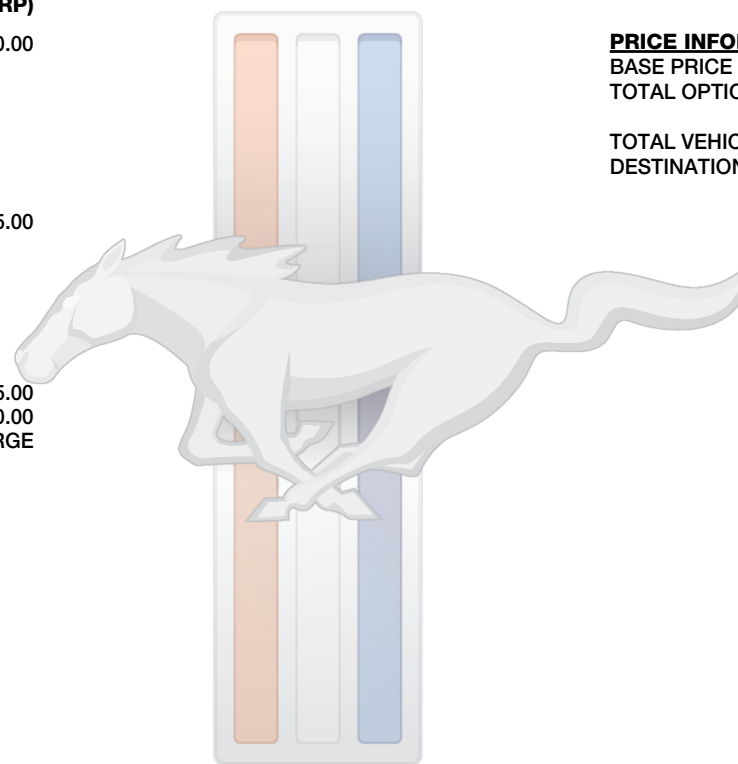 RP)
0.00
5.00
5.00
0.00
RGE
PRICE INFO
BASE PRICE
TOTAL OPTIO
TOTAL VEHIC
DESTINATION